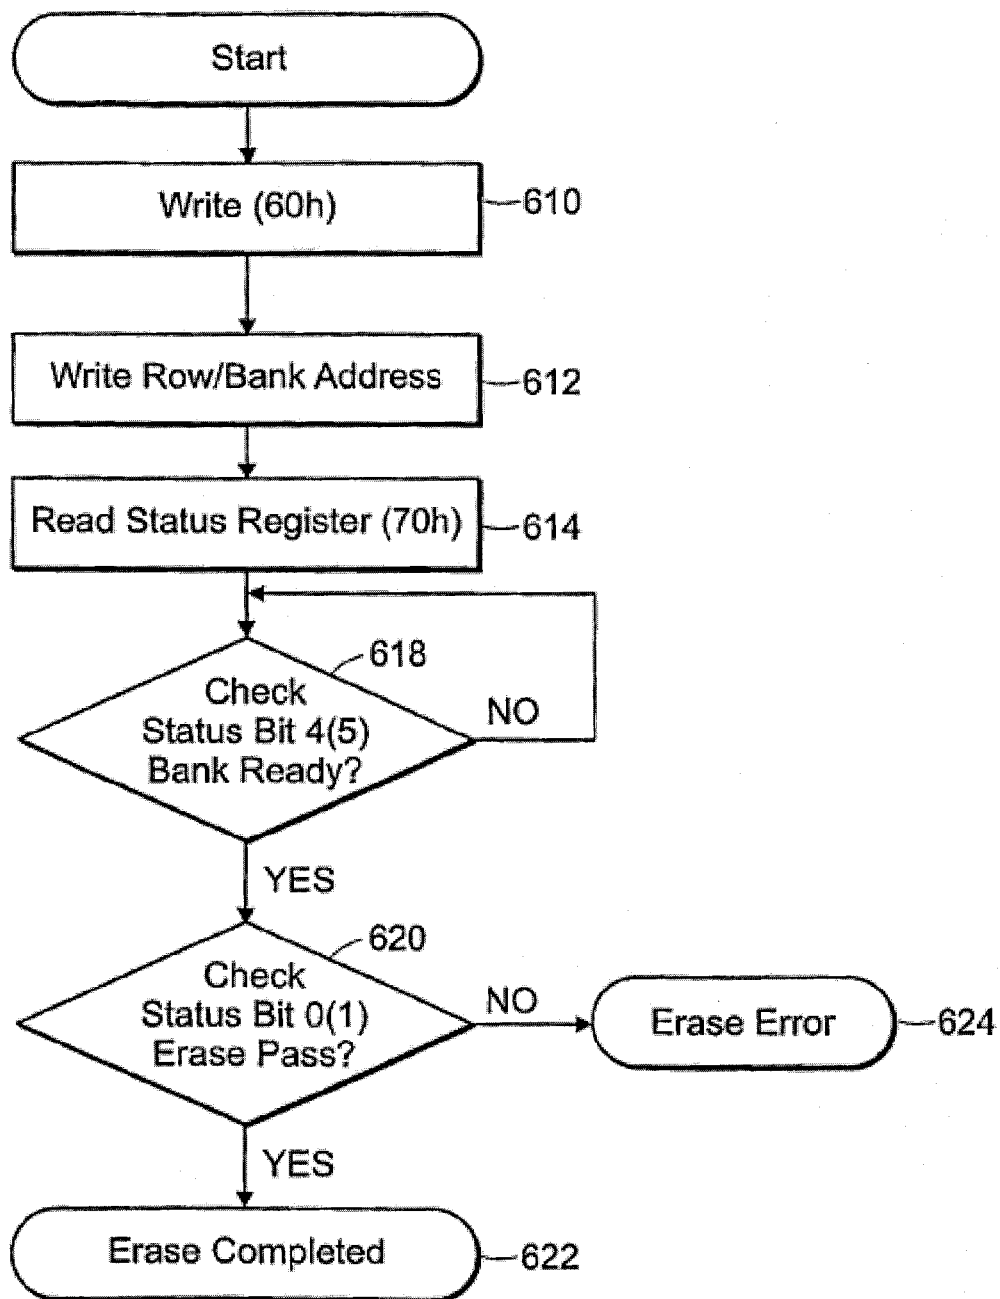 Start
Write (60h)
610
Write Row/Bank Address
612
Read Status Register (70h)
614
618
Check
Status Bit 4(5)
Bank Ready?
NO
YES
620
Check
Status Bit 0(1)
Erase Pass?
NO
Erase Error
624
YES
Erase Completed
622